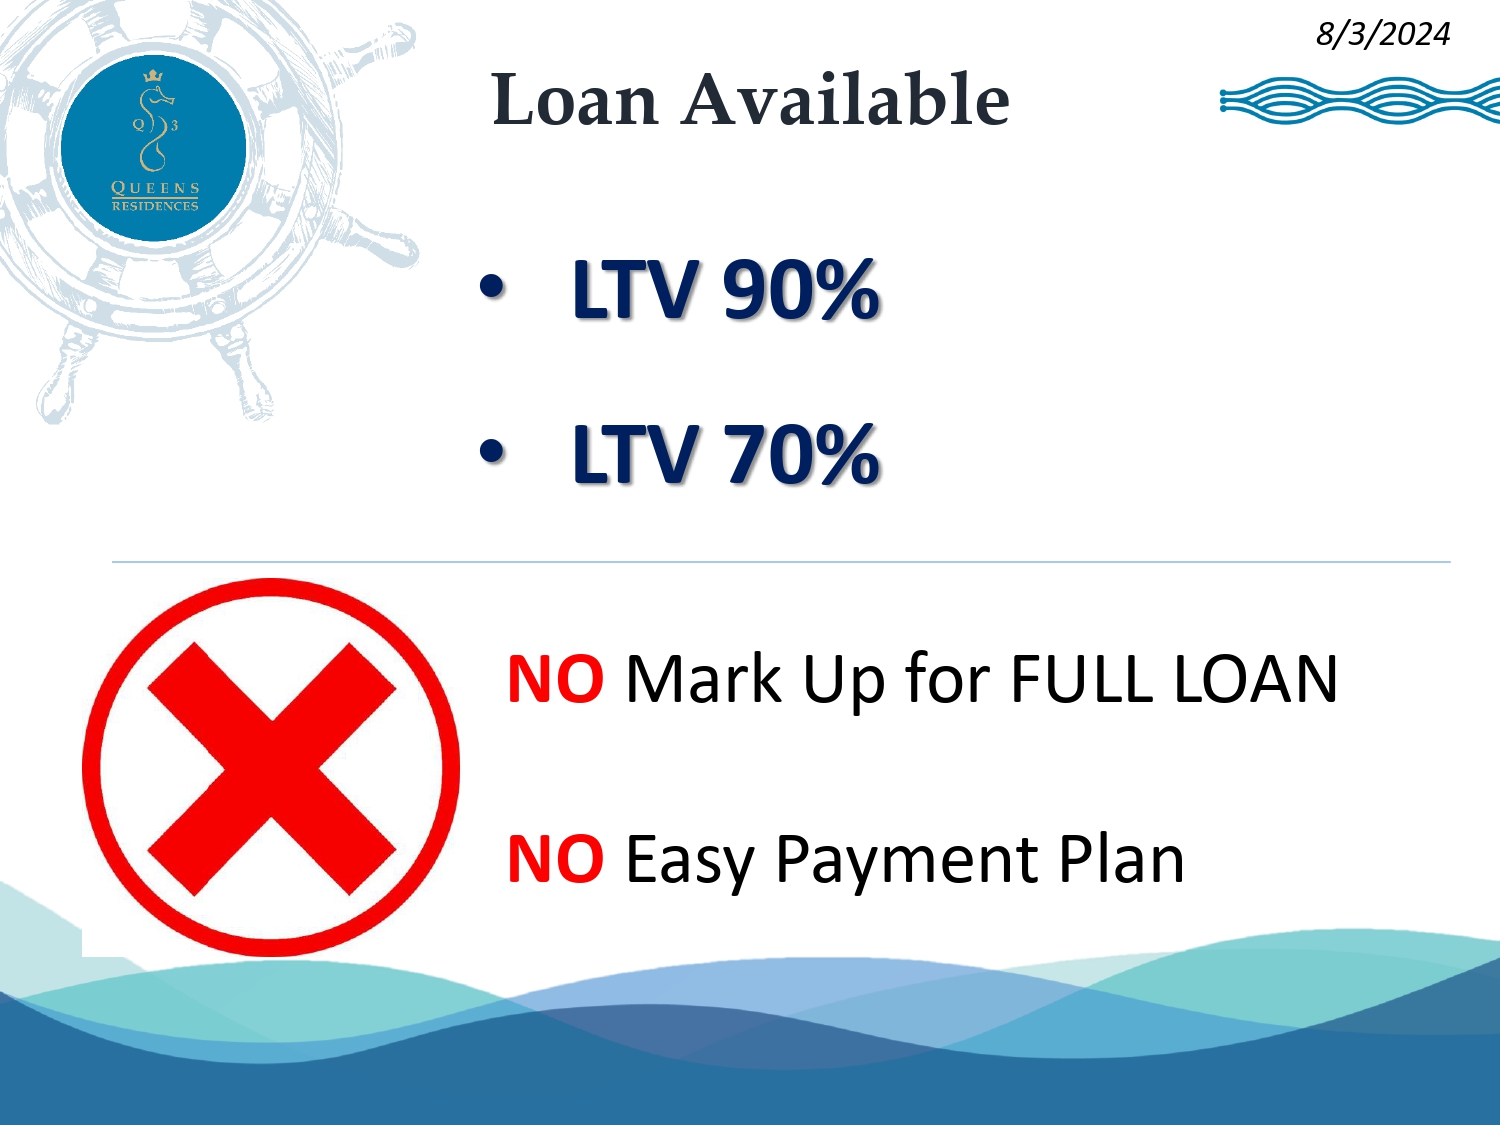 8/3/2024
Loan Available
Q 3
QUEENS
RESIDENCES
• LTV 90%
• LTV 70%
NO Mark Up for FULL LOAN
NO Easy Payment Plan